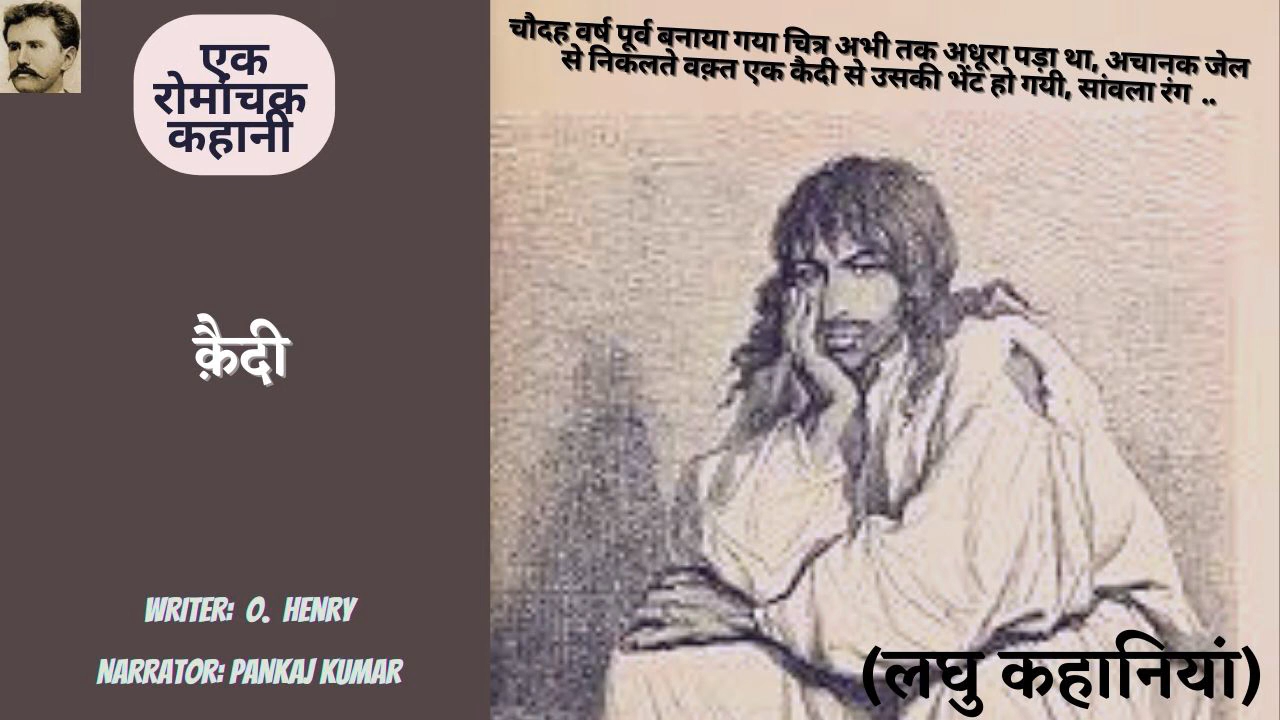 एक
रोमांचक
कहानी
चौदह वर्ष पूर्व बनाया गया चित्र अभी तक अधूरा पड़ा था, अचानक जेल
से निकलते वक़्त एक कैदी से उसकी भेंट हो गयी, सांवला रंग ..
क़ैदी
WRITER: O. HENRY
NARRATOR: PANKAJ KUMAR
(लघु कहानियां)